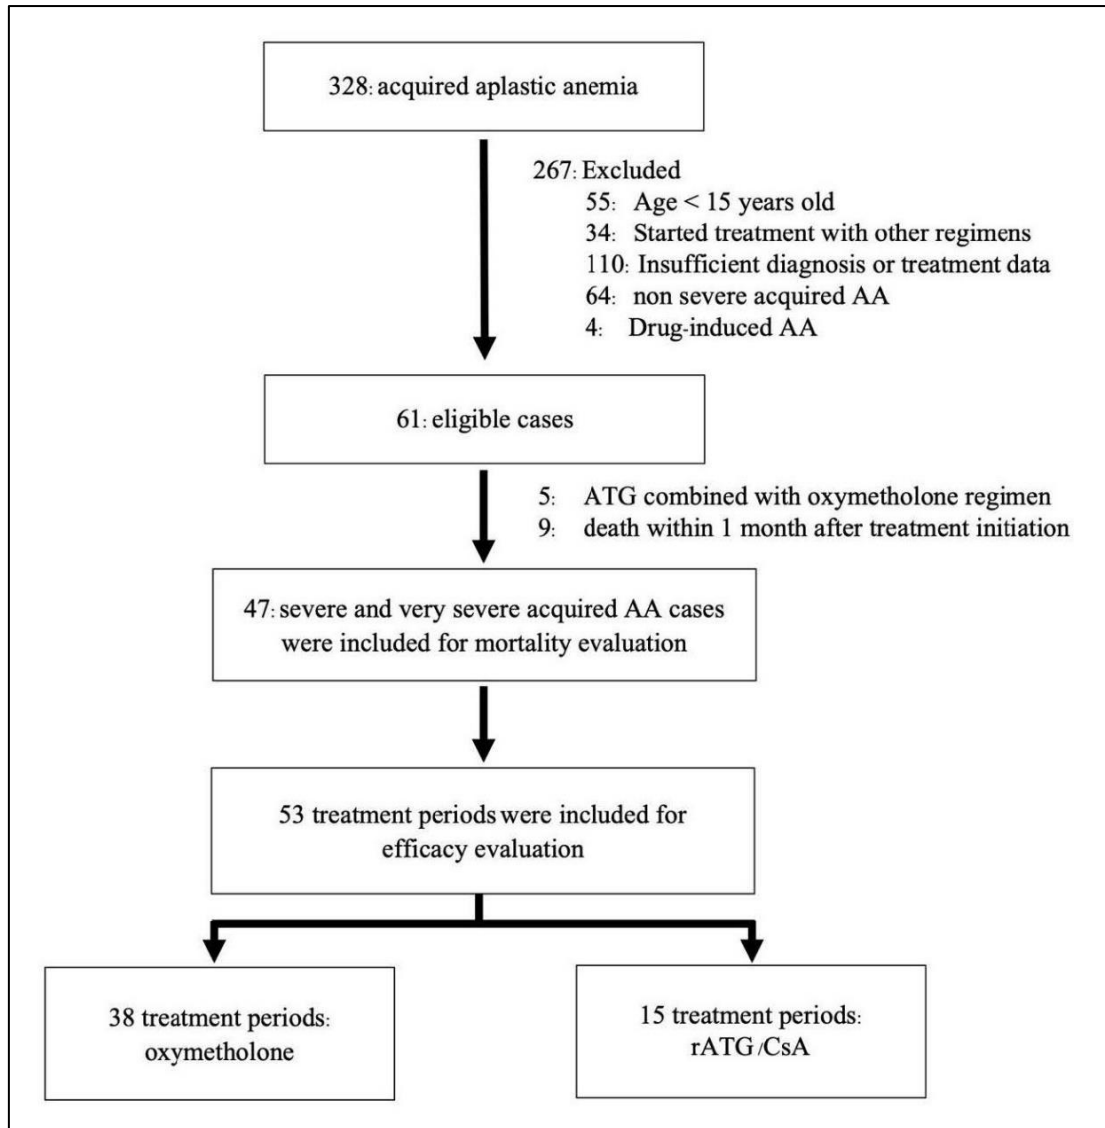 328: acquired aplastic anemia
267: Excluded
55: Age < 15 years old
34: Started treatment with other regimens
110: Insufficient diagnosis or treatment data
64: non severe acquired AA
4: Drug-induced AA
61: eligible cases
5: ATG combined with oxymetholone regimen
9: death within 1 month after treatment initiation
47: severe and very severe acquired AA cases
were included for mortality evaluation
53 treatment periods were included for
efficacy evaluation
38 treatment periods:
oxymetholone
15 treatment periods:
rATG/CsA